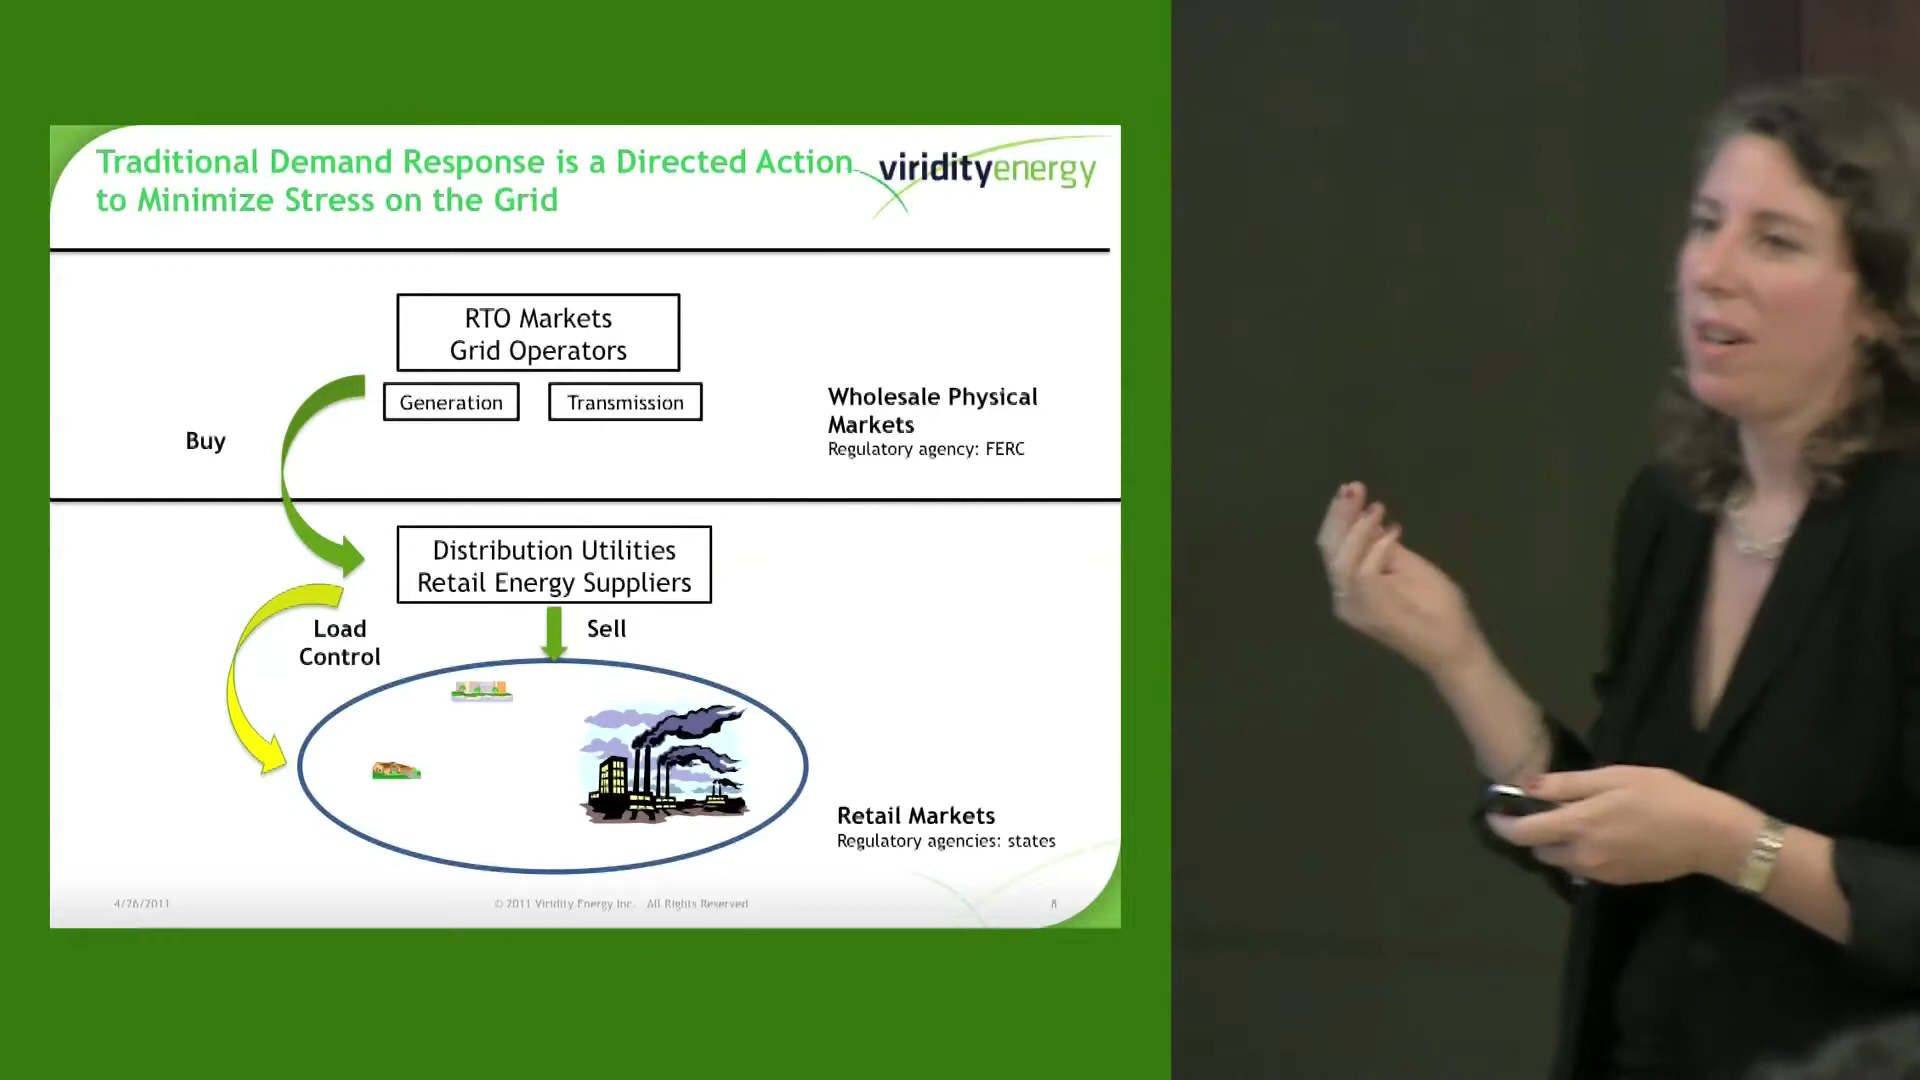 Traditional Demand Response is a Directed Action
to Minimize Stress on the Grid
viridityenergy
RTO Markets
Grid Operators
Generation
Transmission
Wholesale Physical
Markets
Regulatory agency: FERC
Buy
Distribution Utilities
Retail Energy Suppliers
Load
Control
Sell
Retail Markets
Regulatory agencies: states
4/26/2011
© 2011 Viridity Energy Inc. All Rights Reserved
8